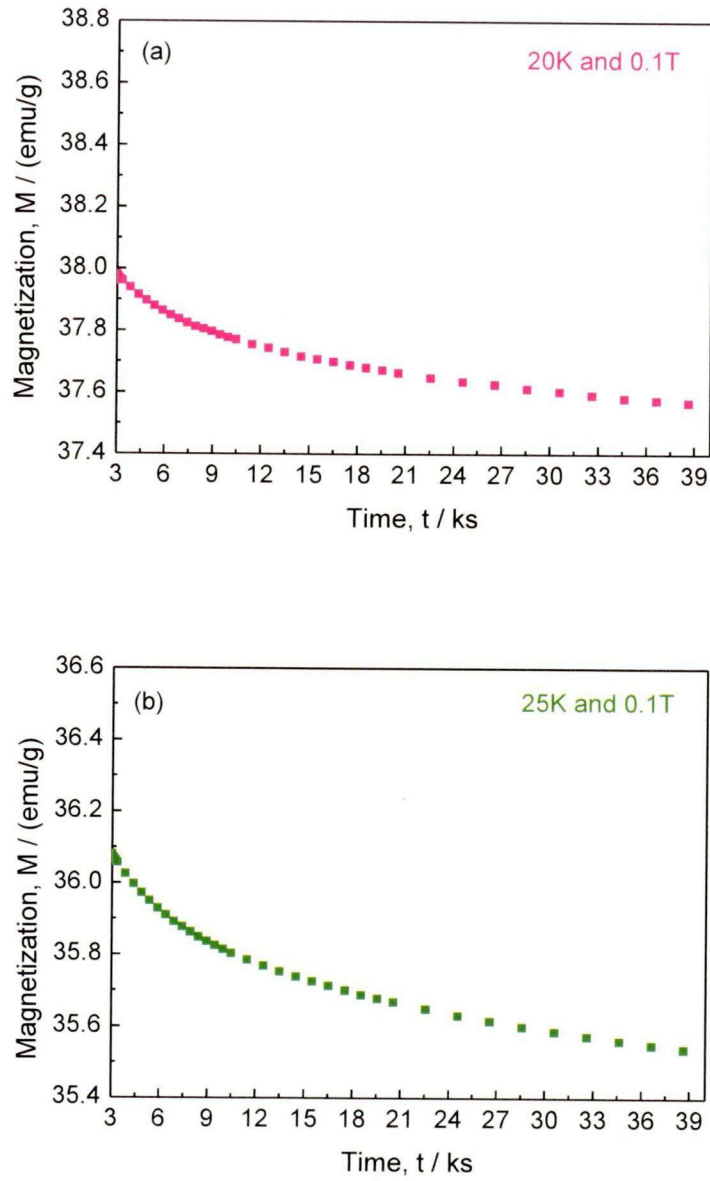 (a)
20K and 0.1T
38.8
38.6
38.4
38.2
38.0
37.8
37.6
37.4
Magnetization, M / (emu/g)
3 6 9 12 15 18 21 24 27 30 33 36 39
Time, t / ks
(b)
25K and 0.1T
36.6
36.4
36.2
36.0
35.8
35.6
35.4
Magnetization, M / (emu/g)
3 6 9 12 15 18 21 24 27 30 33 36 39
Time, t / ks